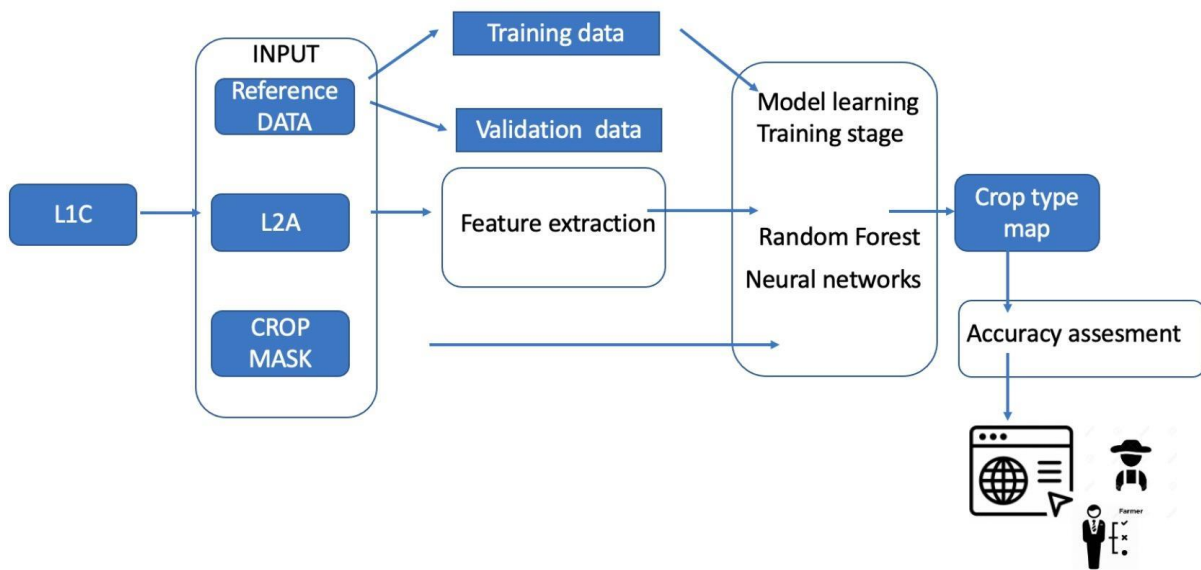 INPUT
Reference
DATA
Training data
Validation  data
L1C
L2A
Feature extraction
CROP
MASK
Model learning
Training stage
Random Forest
Neural networks
Crop type
map
Accuracy assesment
Farmer